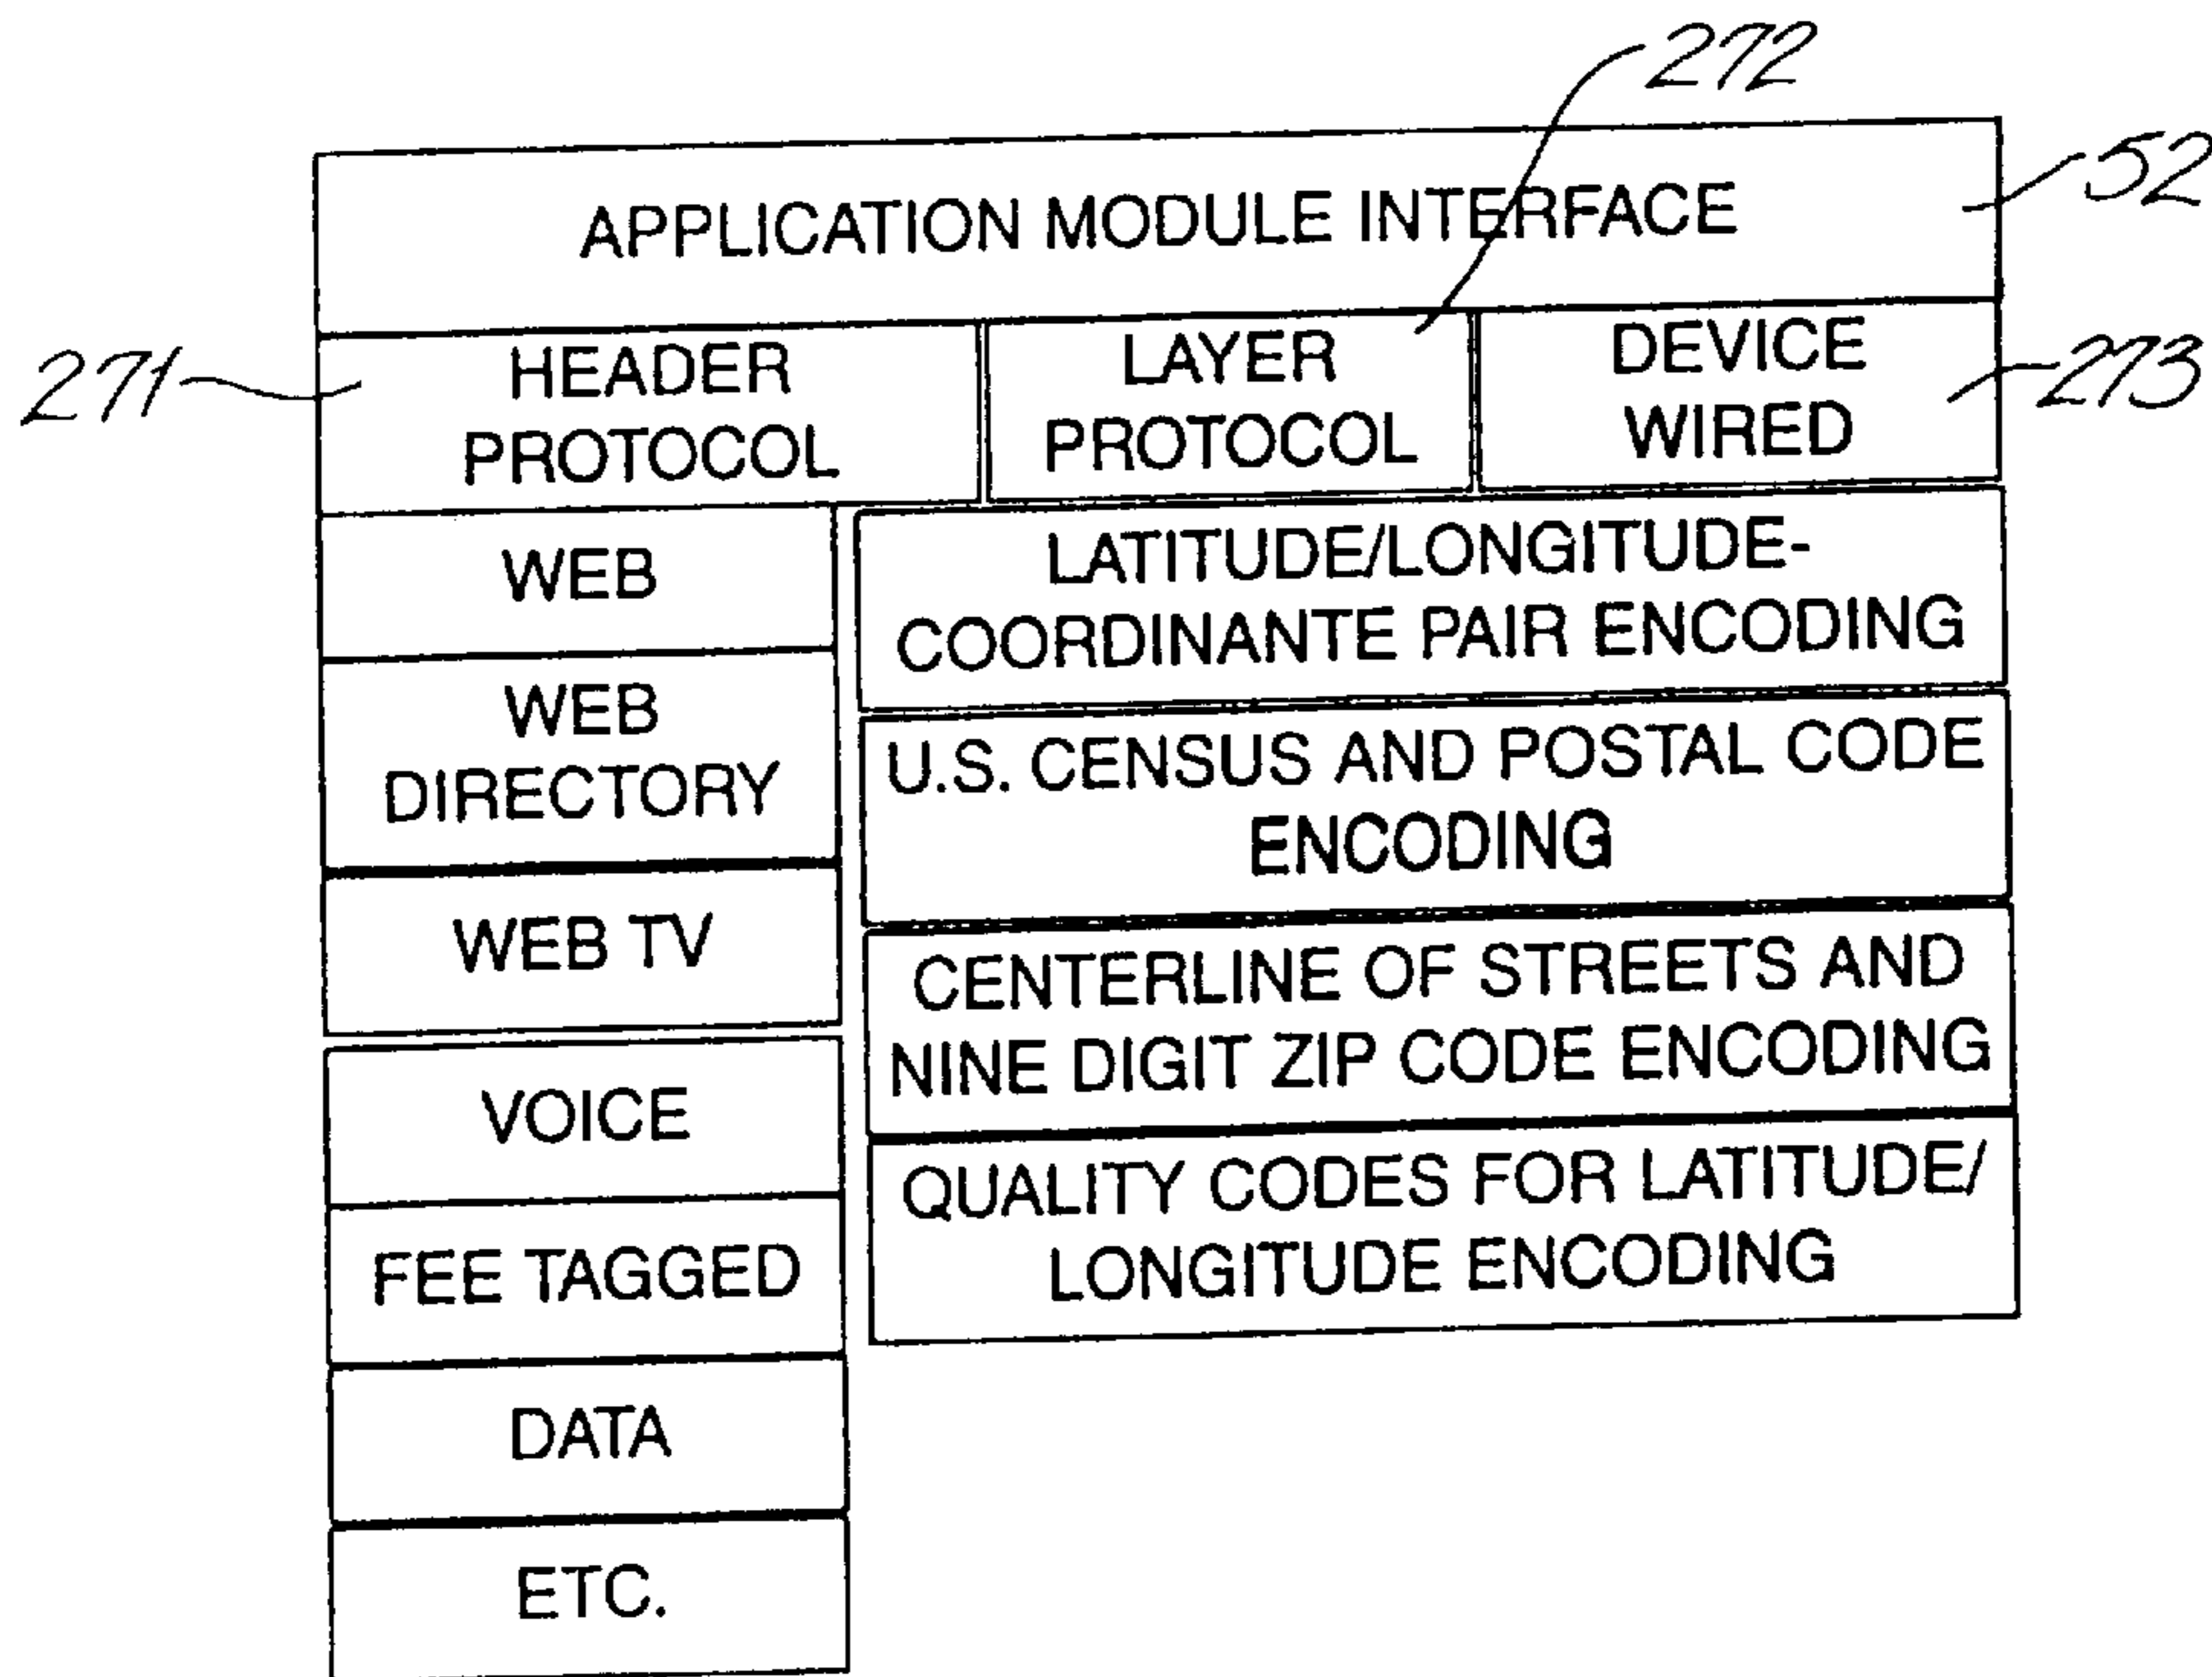 272
APPLICATION MODULE INTERFACE
52
271
HEADER
PROTOCOL
LAYER
PROTOCOL
DEVICE
WIRED
273
WEB
WEB
DIRECTORY
WEB TV
VOICE
FEE TAGGED
DATA
ETC.
LATITUDE/LONGITUDE-
COORDINANTE PAIR ENCODING
U.S. CENSUS AND POSTAL CODE
ENCODING
CENTERLINE OF STREETS AND
NINE DIGIT ZIP CODE ENCODING
QUALITY CODES FOR LATITUDE/
LONGITUDE ENCODING